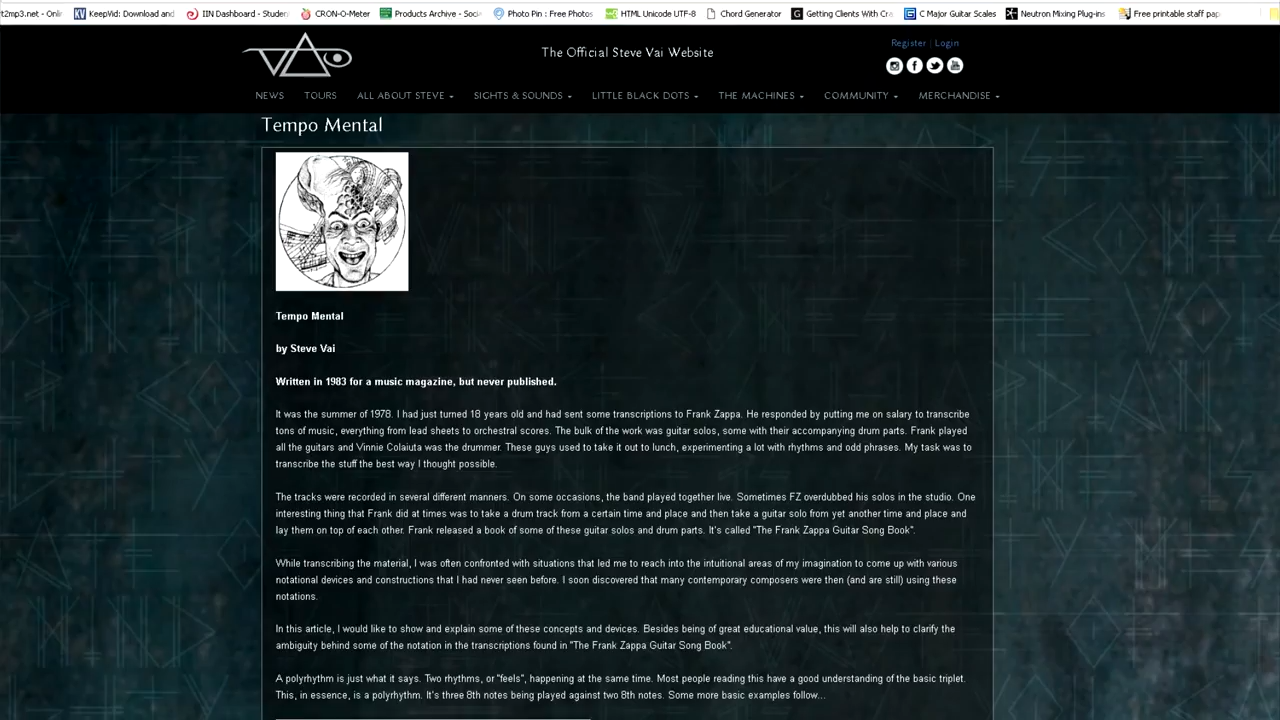 t2mp3.net - Onli KeepVid: Download and IIN Dashboard - Studen CRON-O-Meter Products Archive - Soci Photo Pin : Free Photos HTML Unicode UTF-8 Chord Generator Getting Clients With Cra C Major Guitar Scales Neutron Mixing Plug-ins Free printable staff pap
The Official Steve Vai Website
Register | Login
NEWS TOURS ALL ABOUT STEVE SIGHTS & SOUNDS LITTLE BLACK DOTS THE MACHINES COMMUNITY MERCHANDISE
Tempo Mental
Tempo Mental
by Steve Vai
Written in 1983 for a music magazine, but never published.
It was the summer of 1978. I had just turned 18 years old and had sent some transcriptions to Frank Zappa. He responded by putting me on salary to transcribe
tons of music, everything from lead sheets to orchestral scores. The bulk of the work was guitar solos, some with their accompanying drum parts. Frank played
all the guitars and Vinnie Colaiuta was the drummer. These guys used to take it out to lunch, experimenting a lot with rhythms and odd phrases. My task was to
transcribe the stuff the best way I thought possible.
The tracks were recorded in several different manners. On some occasions, the band played together live. Sometimes FZ overdubbed his solos in the studio. One
interesting thing that Frank did at times was to take a drum track from a certain time and place and then take a guitar solo from yet another time and place and
lay them on top of each other. Frank released a book of some of these guitar solos and drum parts. It's called "The Frank Zappa Guitar Song Book".
While transcribing the material, I was often confronted with situations that led me to reach into the intuitional areas of my imagination to come up with various
notational devices and constructions that I had never seen before. I soon discovered that many contemporary composers were then (and are still) using these
notations.
In this article, I would like to show and explain some of these concepts and devices. Besides being of great educational value, this will also help to clarify the
ambiguity behind some of the notation in the transcriptions found in "The Frank Zappa Guitar Song Book".
A polyrhythm is just what it says. Two rhythms, or "feels", happening at the same time. Most people reading this have a good understanding of the basic triplet.
This, in essence, is a polyrhythm. It's three 8th notes being played against two 8th notes. Some more basic examples follow...